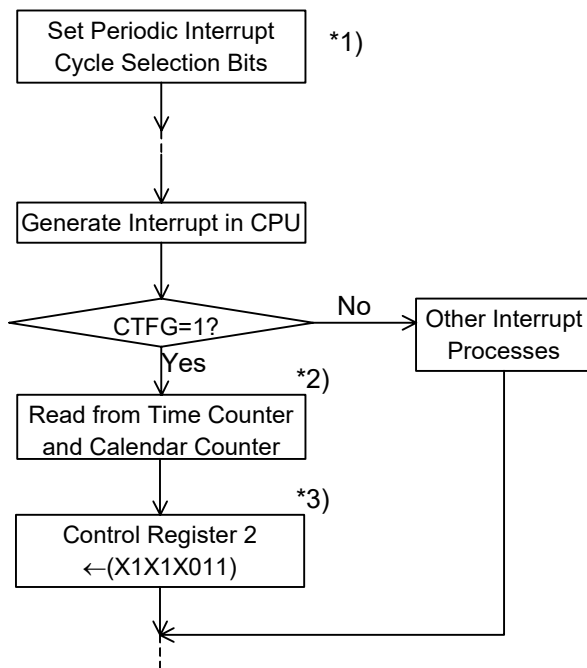 Set Periodic Interrupt
Cycle Selection Bits
*1)
Generate Interrupt in CPU
CTFG=1?
No
Other Interrupt
Processes
Yes
*2)
Read from Time Counter
and Calendar Counter
*3)
Control Register 2
←(X1X1X011)